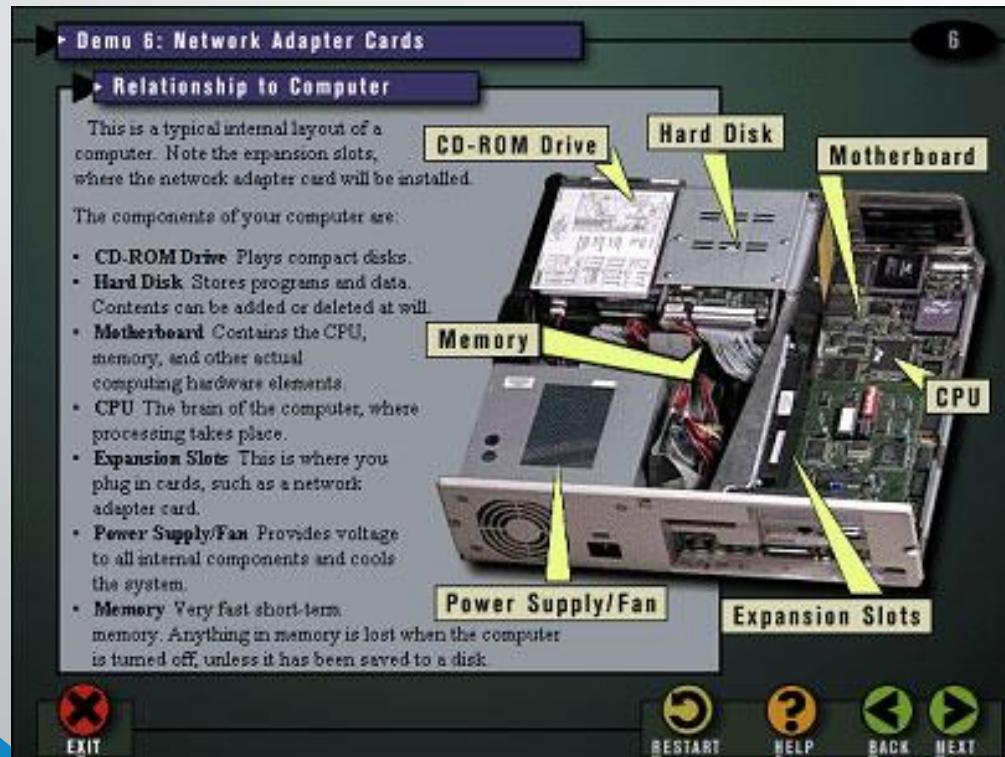 Demo 6: Network Adapter Cards
6
Relationship to Computer
This is a typical internal layout of a
computer. Note the expansion slots,
where the network adapter card will be installed.
The components of your computer are:
• CD-ROM Drive Plays compact disks.
• Hard Disk Stores programs and data.
Contents can be added or deleted at will.
• Motherboard Contains the CPU,
memory, and other actual
computing hardware elements.
• CPU The brain of the computer, where
processing takes place.
• Expansion Slots This is where you
plug in cards, such as a network
adapter card.
• Power Supply/Fan Provides voltage
to all internal components and cools
the system.
• Memory Very fast short-term
memory. Anything in memory is lost when the computer
is turned off, unless it has been saved to a disk.
CD-ROM Drive
Hard Disk
Motherboard
Memory
CPU
Power Supply/Fan
Expansion Slots
EXIT
RESTART
HELP
BACK
NEXT